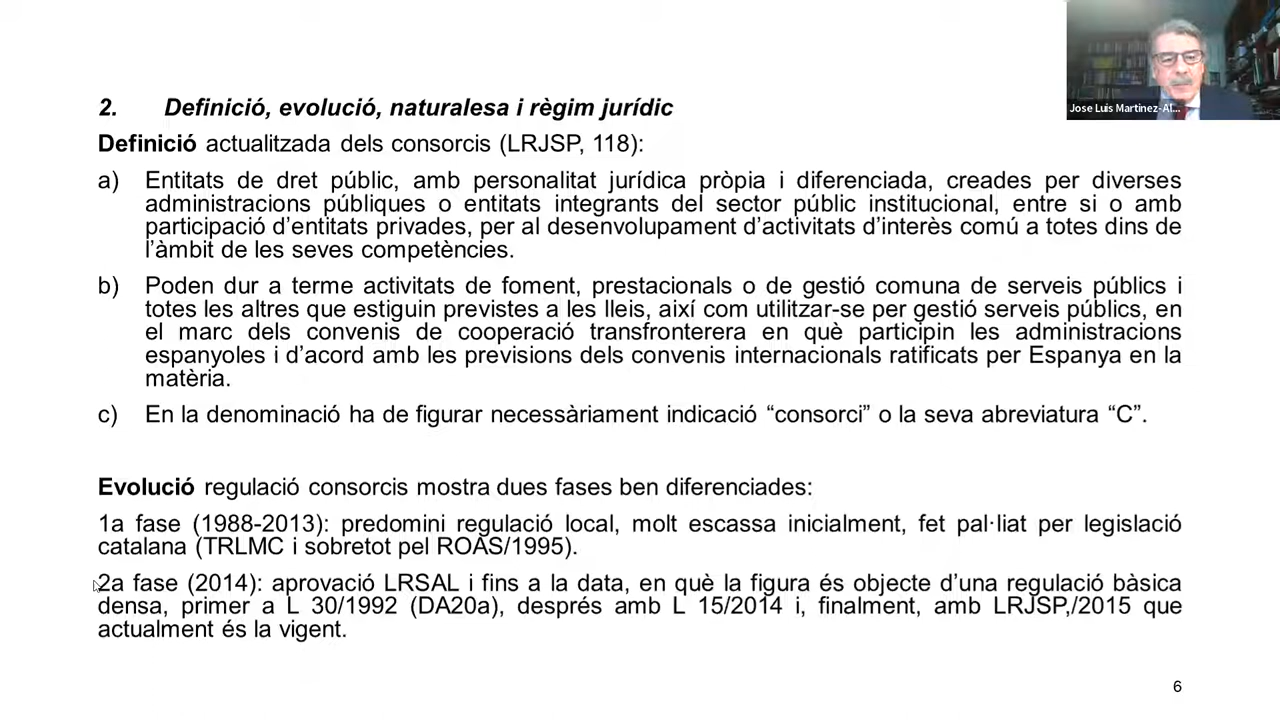 Jose Luis Martinez-Al...
2. Definició, evolució, naturalesa i règim jurídic
Definició actualitzada dels consorcis (LRJSP, 118):
a) Entitats de dret públic, amb personalitat jurídica pròpia i diferenciada, creades per diverses
administracions públiques o entitats integrants del sector públic institucional, entre si o amb
participació d’entitats privades, per al desenvolupament d’activitats d’interès comú a totes dins de
l’àmbit de les seves competències.
b) Poden dur a terme activitats de foment, prestacionals o de gestió comuna de serveis públics i
totes les altres que estiguin previstes a les lleis, així com utilitzar-se per gestió serveis públics, en
el marc dels convenis de cooperació transfronterera en què participin les administracions
espanyoles i d’acord amb les previsions dels convenis internacionals ratificats per Espanya en la
matèria.
c) En la denominació ha de figurar necessàriament indicació “consorci” o la seva abreviatura “C”.
Evolució regulació consorcis mostra dues fases ben diferenciades:
1a fase (1988-2013): predomini regulació local, molt escassa inicialment, fet pal·liat per legislació
catalana (TRLMC i sobretot pel ROAS/1995).
2a fase (2014): aprovació LRSAL i fins a la data, en què la figura és objecte d’una regulació bàsica
densa, primer a L 30/1992 (DA20a), després amb L 15/2014 i, finalment, amb LRJSP,/2015 que
actualment és la vigent.
6